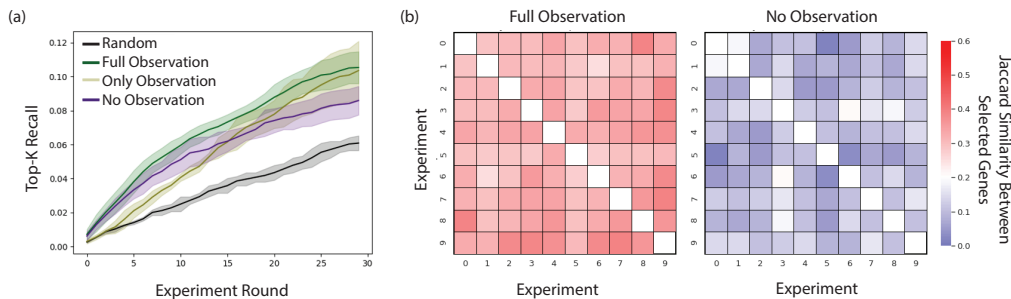 (a)
Top-K Recall
0.12
0.10
0.08
0.06
0.04
0.02
0.00
Random
Full Observation
Only Observation
No Observation
0 5 10 15 20 25 30
Experiment Round
(b)
Full Observation
Experiment
0
1
2
3
4
5
6
7
8
9
0 1 2 3 4 5 6 7 8 9
Experiment
No Observation
0 1 2 3 4 5 6 7 8 9
Experiment
0.6
0.5
0.4
0.3
0.2
0.1
0.0
Jaccard Similarity Between
Selected Genes